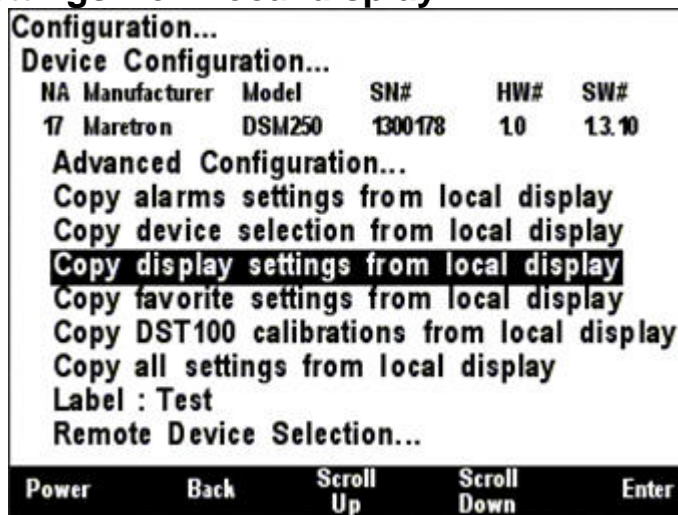 Configuration...
Device Configuration...
NA Manufacturer Model SN# HW# SW#
17 Maretron DSM250 1300178 1.0 1.3.10
Advanced Configuration...
Copy alarms settings from local display
Copy device selection from local display
Copy display settings from local display
Copy favorite settings from local display
Copy DST100 calibrations from local display
Copy all settings from local display
Label : Test
Remote Device Selection...
Power Back Scroll Up Scroll Down Enter